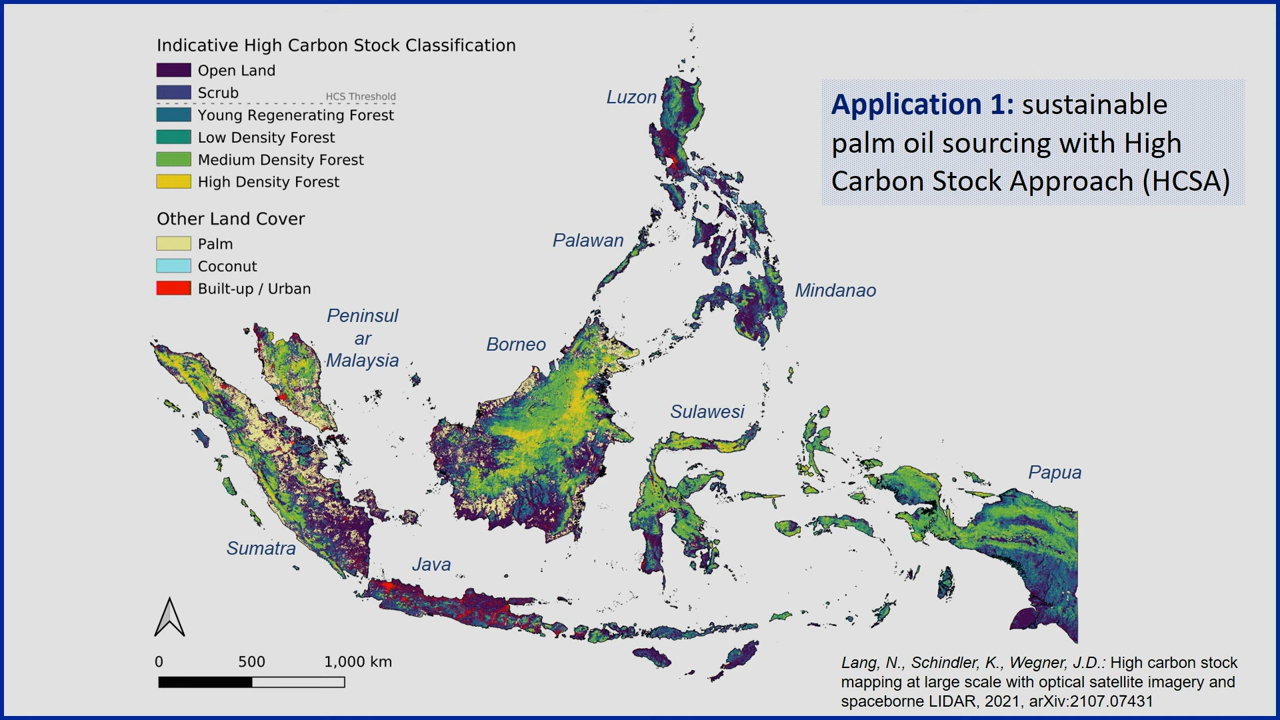 Indicative High Carbon Stock Classification
Open Land
Scrub
HCS Threshold
Young Regenerating Forest
Low Density Forest
Medium Density Forest
High Density Forest
Other Land Cover
Palm
Coconut
Built-up / Urban
Application 1: sustainable
palm oil sourcing with High
Carbon Stock Approach (HCSA)
Luzon
Palawan
Mindanao
Peninsul
ar
Malaysia
Borneo
Sulawesi
Papua
Sumatra
Java
0 500 1,000 km
Lang, N., Schindler, K., Wegner, J.D.: High carbon stock
mapping at large scale with optical satellite imagery and
spaceborne LIDAR, 2021, arXiv:2107.07431